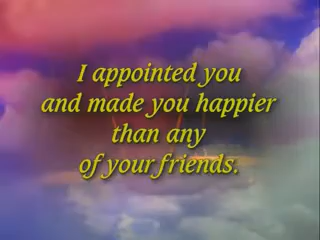 I appointed you
and made you happier
than any
of your friends.